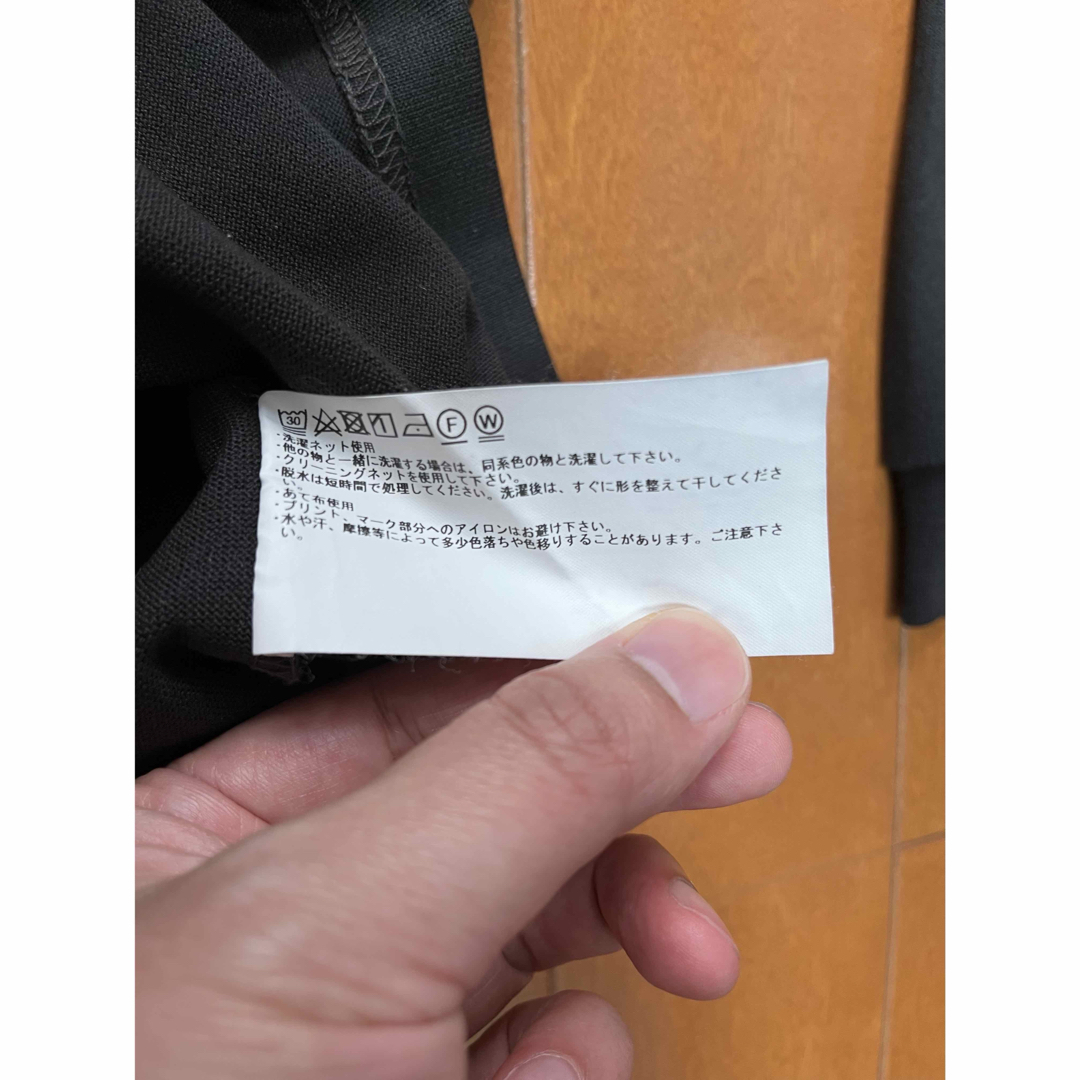 30 F W
・洗濯ネット使用
・他の物と一緒に洗濯する場合は、同系色の物と洗濯して下さい。
・クリーニングネットを使用して下さい。
・脱水は短時間で処理してください。洗濯後は、すぐに形を整えて干してくださ
い。
・あて布使用
・プリント、マーク部分へのアイロンはお避け下さい。
・水や汗、摩擦等によって多少色落ちや色移りすることがあります。ご注意下さ
い。